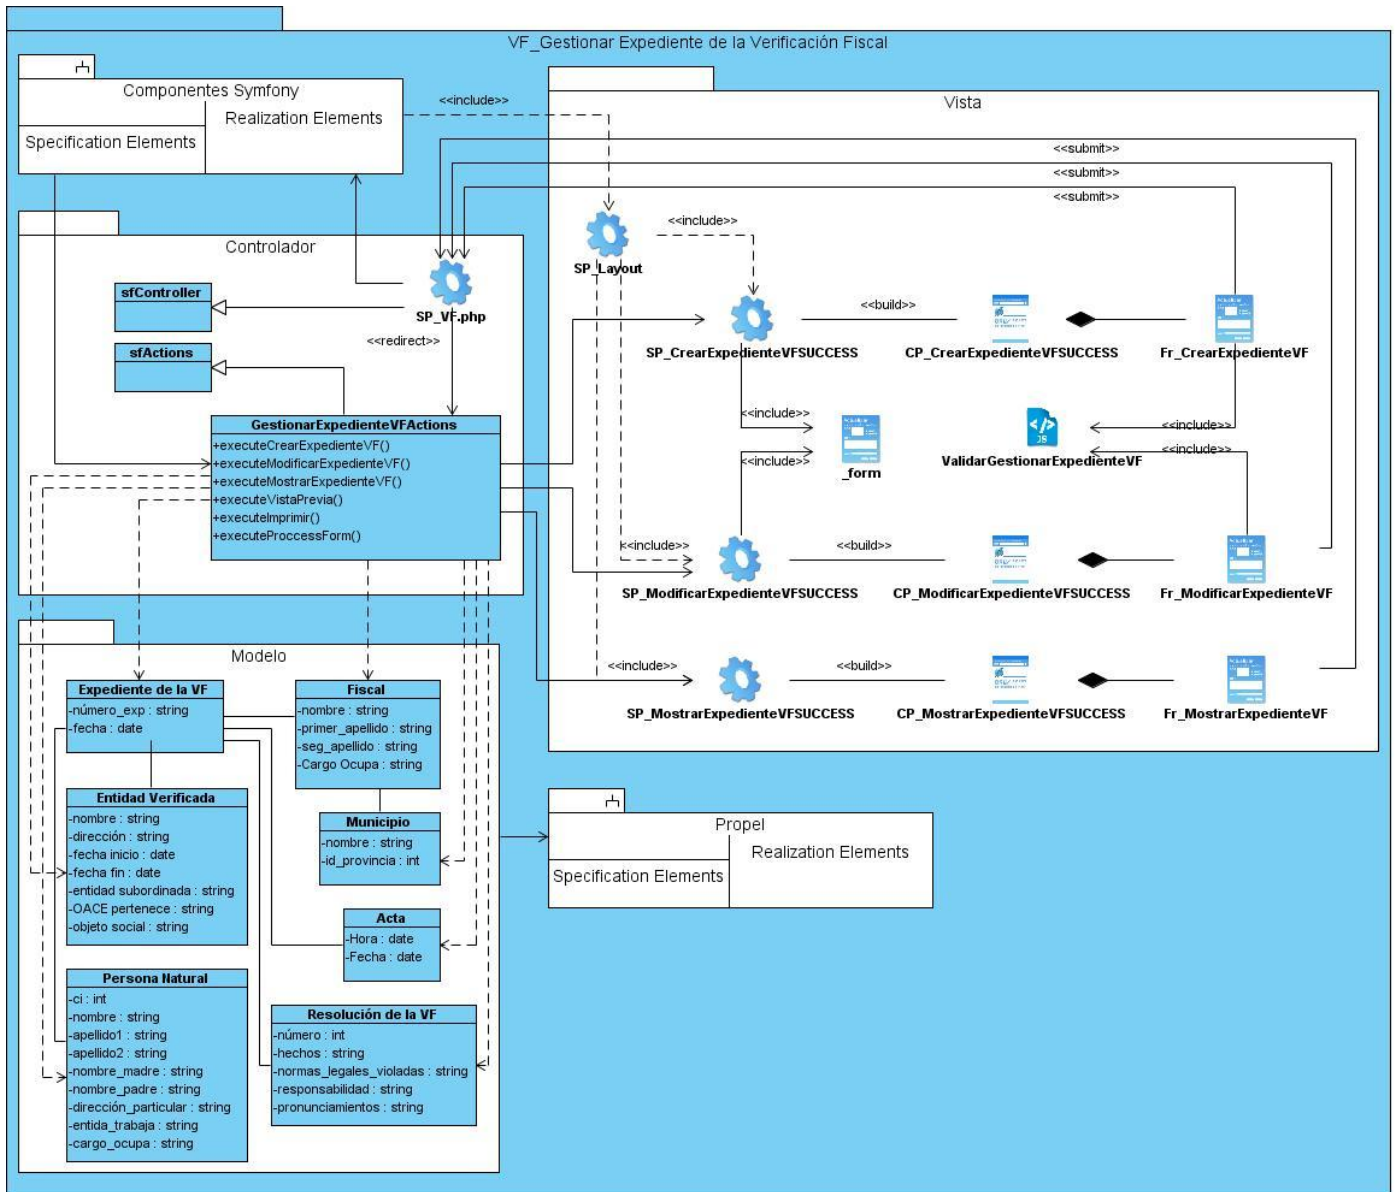 VF_Gestionar Expediente de la Verificación Fiscal
Componentes Symfony
Realization Elements
Specification Elements
<<include>>
Vista
<<submit>>
<<submit>>
<<submit>>
<<include>>
SP_Layout
Controlador
sfController
SP_VF.php
<<redirect>>
sfActions
GestionarExpedienteVFActions
+executeCrearExpedienteVF()
+executeModificarExpedienteVF()
+executeMostrarExpedienteVF()
+executeVistaPrevia()
+executeImprimir()
+executeProccessForm()
<<build>>
SP_CrearExpedienteVFSUCCESS
CP_CrearExpedienteVFSUCCESS
Fr_CrearExpedienteVF
<<include>>
<<include>>
<<include>>
<<include>>
_form
JS
ValidarGestionarExpedienteVF
<<include>>
<<build>>
SP_ModificarExpedienteVFSUCCESS
CP_ModificarExpedienteVFSUCCESS
Fr_ModificarExpedienteVF
<<include>>
<<build>>
SP_MostrarExpedienteVFSUCCESS
CP_MostrarExpedienteVFSUCCESS
Fr_MostrarExpedienteVF
Modelo
Expediente de la VF
-número_exp : string
-fecha : date
Fiscal
-nombre : string
-primer_apellido : string
-seg_apellido : string
-Cargo Ocupa : string
Entidad Verificada
-nombre : string
-dirección : string
-fecha inicio : date
-fecha fin : date
-entidad subordinada : string
-OACE pertenece : string
-objeto social : string
Municipio
-nombre : string
-id_provincia : int
Acta
-Hora : date
-Fecha : date
Persona Natural
-ci : int
-nombre : string
-apellido1 : string
-apellido2 : string
-nombre_madre : string
-nombre_padre : string
-dirección_particular : string
-entida_trabaja : string
-cargo_ocupa : string
Resolución de la VF
-número : int
-hechos : string
-normas_legales_violadas : string
-responsabilidad : string
-pronunciamientos : string
Propel
Realization Elements
Specification Elements